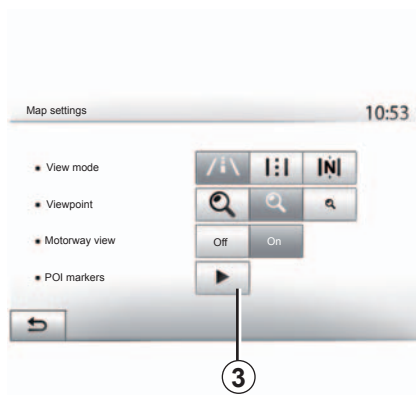 Map settings 10:53
View mode N
Viewpoint
Motorway view Off On
POI markers
3